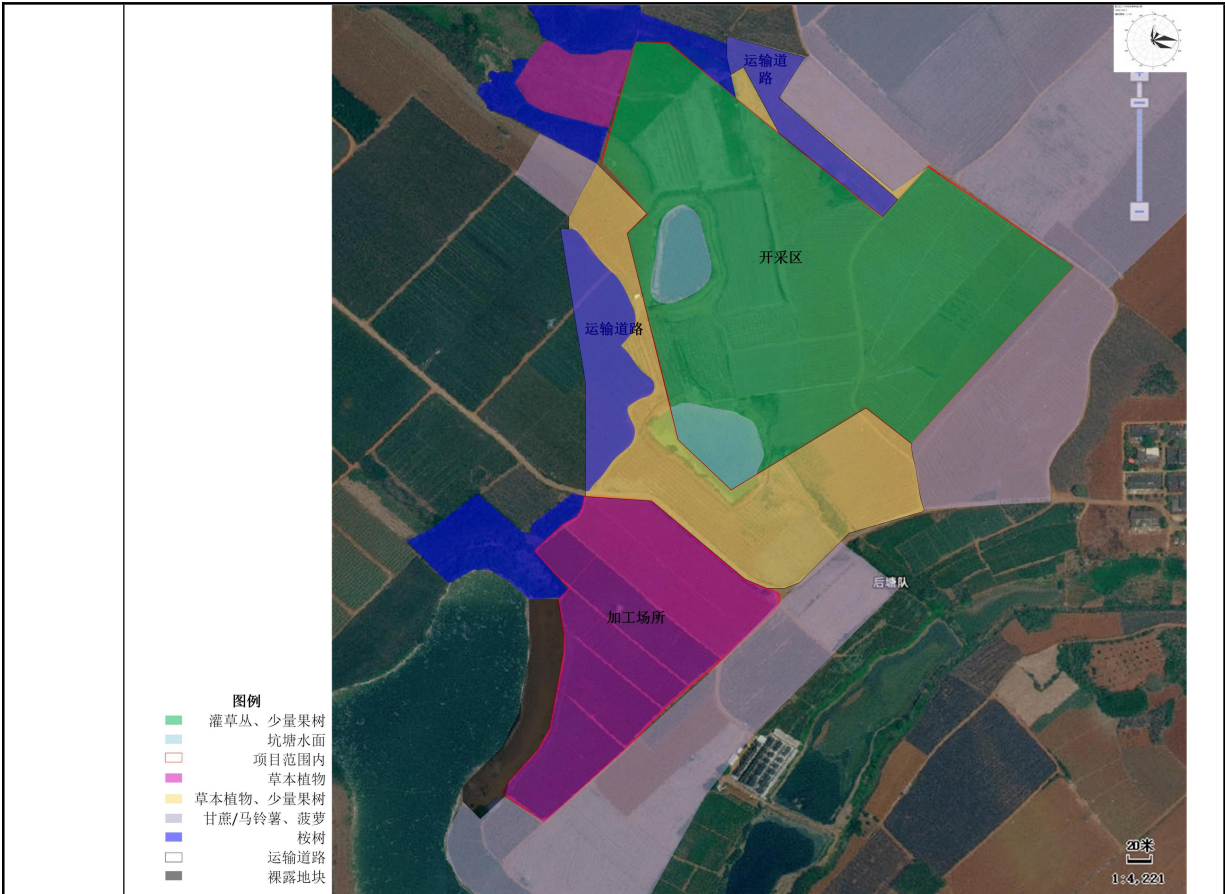 运输道
路
开采区
运输道路
后塘队
加工场所
图例
灌草丛、少量果树
坑塘水面
项目范围内
草本植物
草本植物、少量果树
甘蔗/马铃薯、菠萝
桉树
运输道路
裸露地块
20米
1:4,221